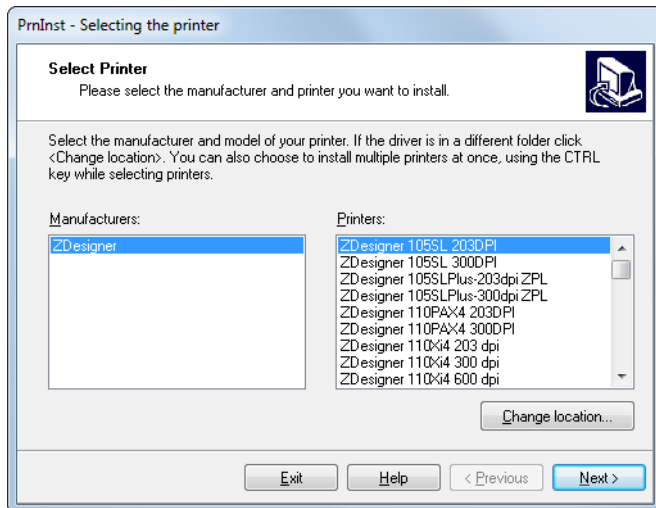 PrnInst - Selecting the printer
Select Printer
Please select the manufacturer and printer you want to install.
Select the manufacturer and model of your printer. If the driver is in a different folder click
<Change location>. You can also choose to install multiple printers at once, using the CTRL
key while selecting printers.
Manufacturers:
ZDesigner
Printers:
ZDesigner 105SL 203DPI
ZDesigner 105SL 300DPI
ZDesigner 105SLPlus-203dpi ZPL
ZDesigner 105SLPlus-300dpi ZPL
ZDesigner 110PAX4 203DPI
ZDesigner 110PAX4 300DPI
ZDesigner 110Xi4 203 dpi
ZDesigner 110Xi4 300 dpi
ZDesigner 110Xi4 600 dpi
Change location...
Exit
Help
< Previous
Next >